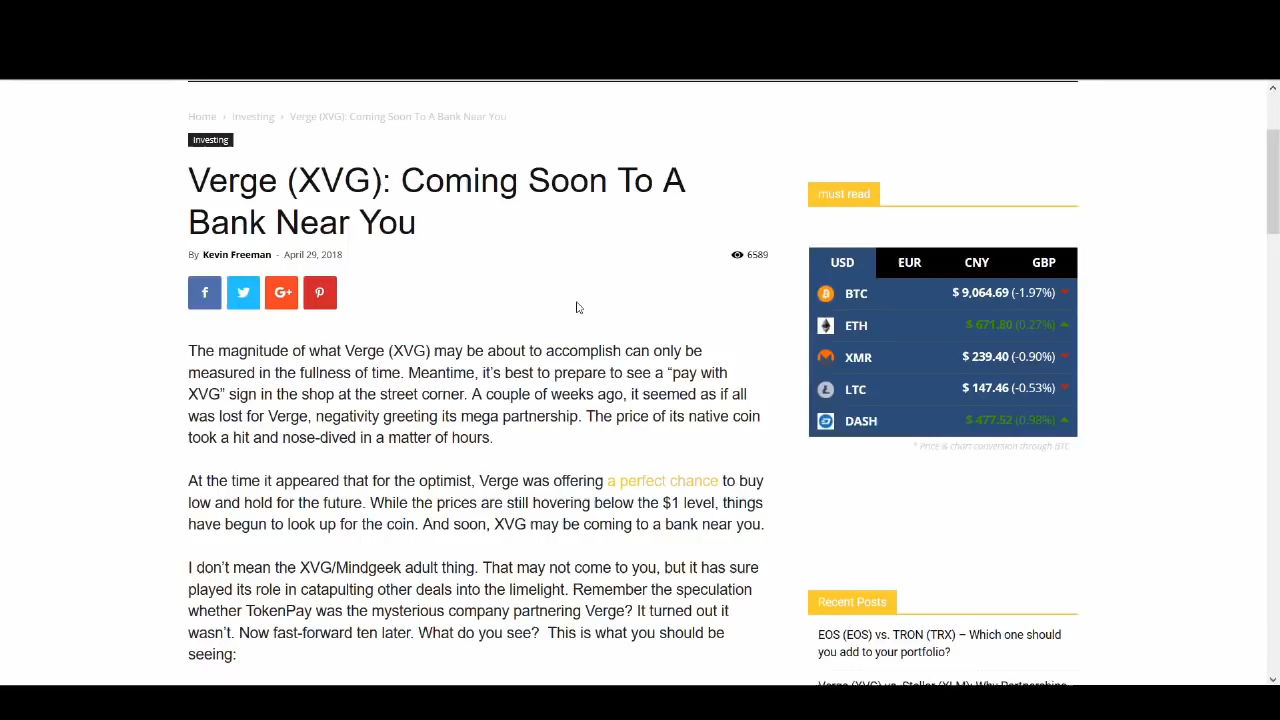 Home › Investing › Verge (XVG): Coming Soon To A Bank Near You
Investing
Verge (XVG): Coming Soon To A
Bank Near You
By Kevin Freeman - April 29, 2018
6589
The magnitude of what Verge (XVG) may be about to accomplish can only be
measured in the fullness of time. Meantime, it’s best to prepare to see a “pay with
XVG” sign in the shop at the street corner. A couple of weeks ago, it seemed as if all
was lost for Verge, negativity greeting its mega partnership. The price of its native coin
took a hit and nose-dived in a matter of hours.
At the time it appeared that for the optimist, Verge was offering a perfect chance to buy
low and hold for the future. While the prices are still hovering below the $1 level, things
have begun to look up for the coin. And soon, XVG may be coming to a bank near you.
I don’t mean the XVG/Mindgeek adult thing. That may not come to you, but it has sure
played its role in catapulting other deals into the limelight. Remember the speculation
whether TokenPay was the mysterious company partnering Verge? It turned out it
wasn’t. Now fast-forward ten later. What do you see?  This is what you should be
seeing:
must read
USD EUR CNY GBP
BTC $ 9,064.69 (-1.97%)
ETH $ 671.80 (0.27%)
XMR $ 239.40 (-0.90%)
LTC $ 147.46 (-0.53%)
DASH $ 477.52 (0.98%)
* Price & chart conversion through BTC
Recent Posts
EOS (EOS) vs. TRON (TRX) – Which one should
you add to your portfolio?
Verge (XVG) vs. Stellar (XLM): Why Partnerships